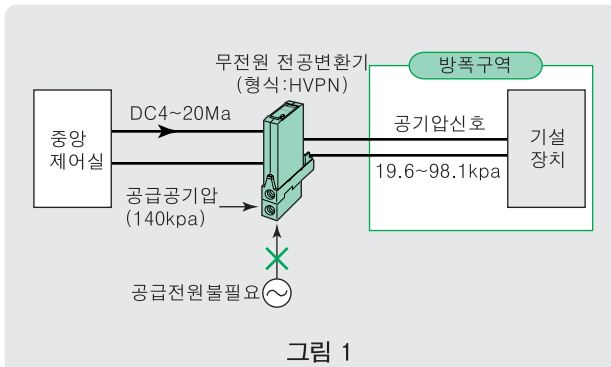 무전원 전공변환기
(형식:HVPN)
방폭구역
DC4~20Ma
중앙
제어실
공기압신호
19.6~98.1kpa
기설
장치
공급공기압
(140kpa)
공급전원불필요
그림 1